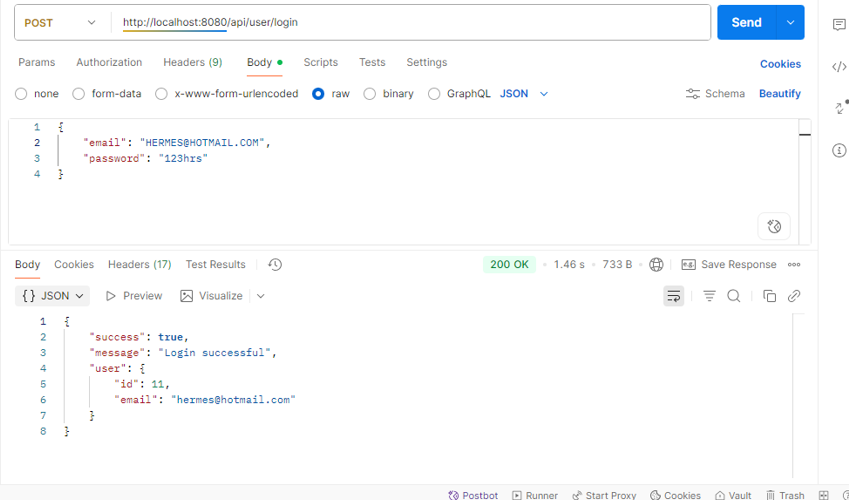 POST http://localhost:8080/api/user/login Send
Params Authorization Headers (9) Body Scripts Tests Settings Cookies
none form-data x-www-form-urlencoded raw binary GraphQL JSON Schema Beautify
1 {
2 "email": "HERMES@HOTMAIL.COM",
3 "password": "123hrs"
4 }
Body Cookies Headers (17) Test Results 200 OK 1.46 s 733 B e.g. Save Response
{} JSON Preview Visualize
1 {
2 "success": true,
3 "message": "Login successful",
4 "user": {
5 "id": 11,
6 "email": "hermes@hotmail.com"
7 }
8 }
Postbot Runner Start Proxy Cookies Vault Trash